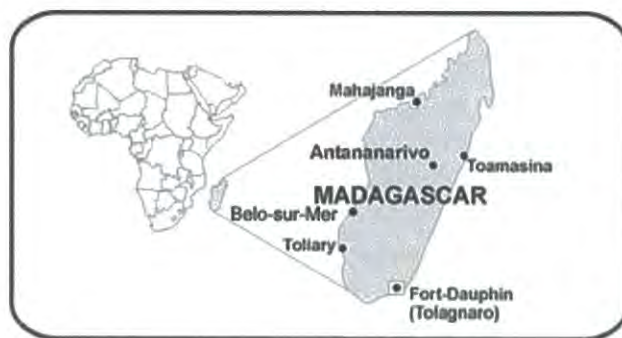 Mahajanga
Antananarivo
Toamasina
MADAGASCAR
Belo-sur-Mer
Toliary
Fort-Dauphin
(Tolagnaro)